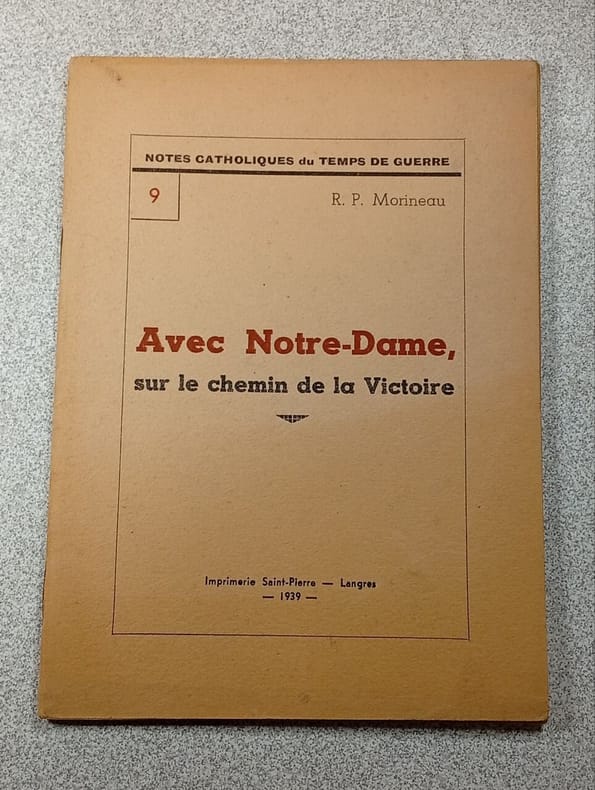 NOTES CATHOLIQUES du TEMPS DE GUERRE
9
R. P. Morineau
Avec Notre-Dame,
sur le chemin de la Victoire
Imprimerie Saint-Pierre — Langres
— 1939 —